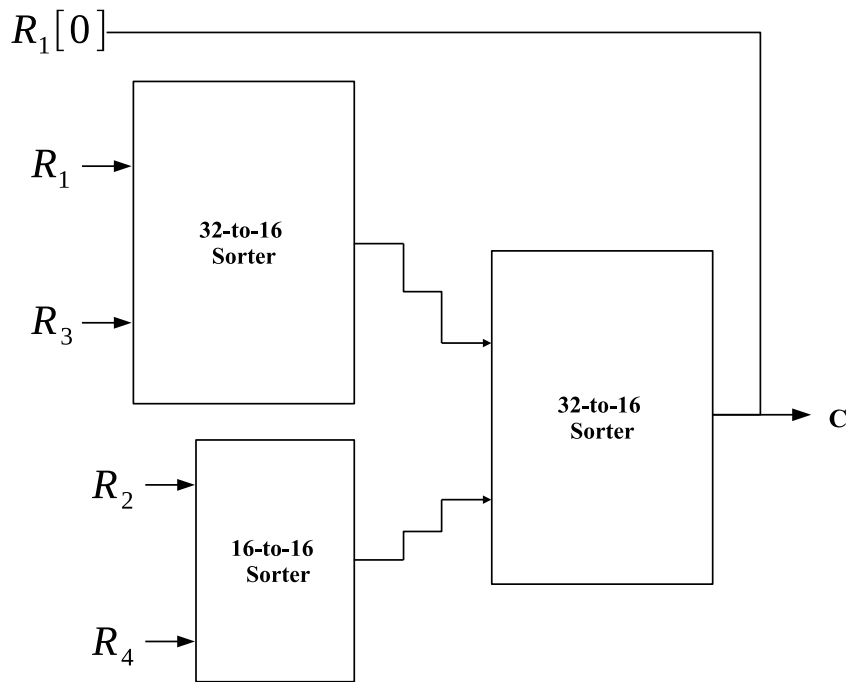 R₁[0]
R₁
32-to-16
Sorter
R₃
32-to-16
Sorter
C
R₂
16-to-16
Sorter
R₄